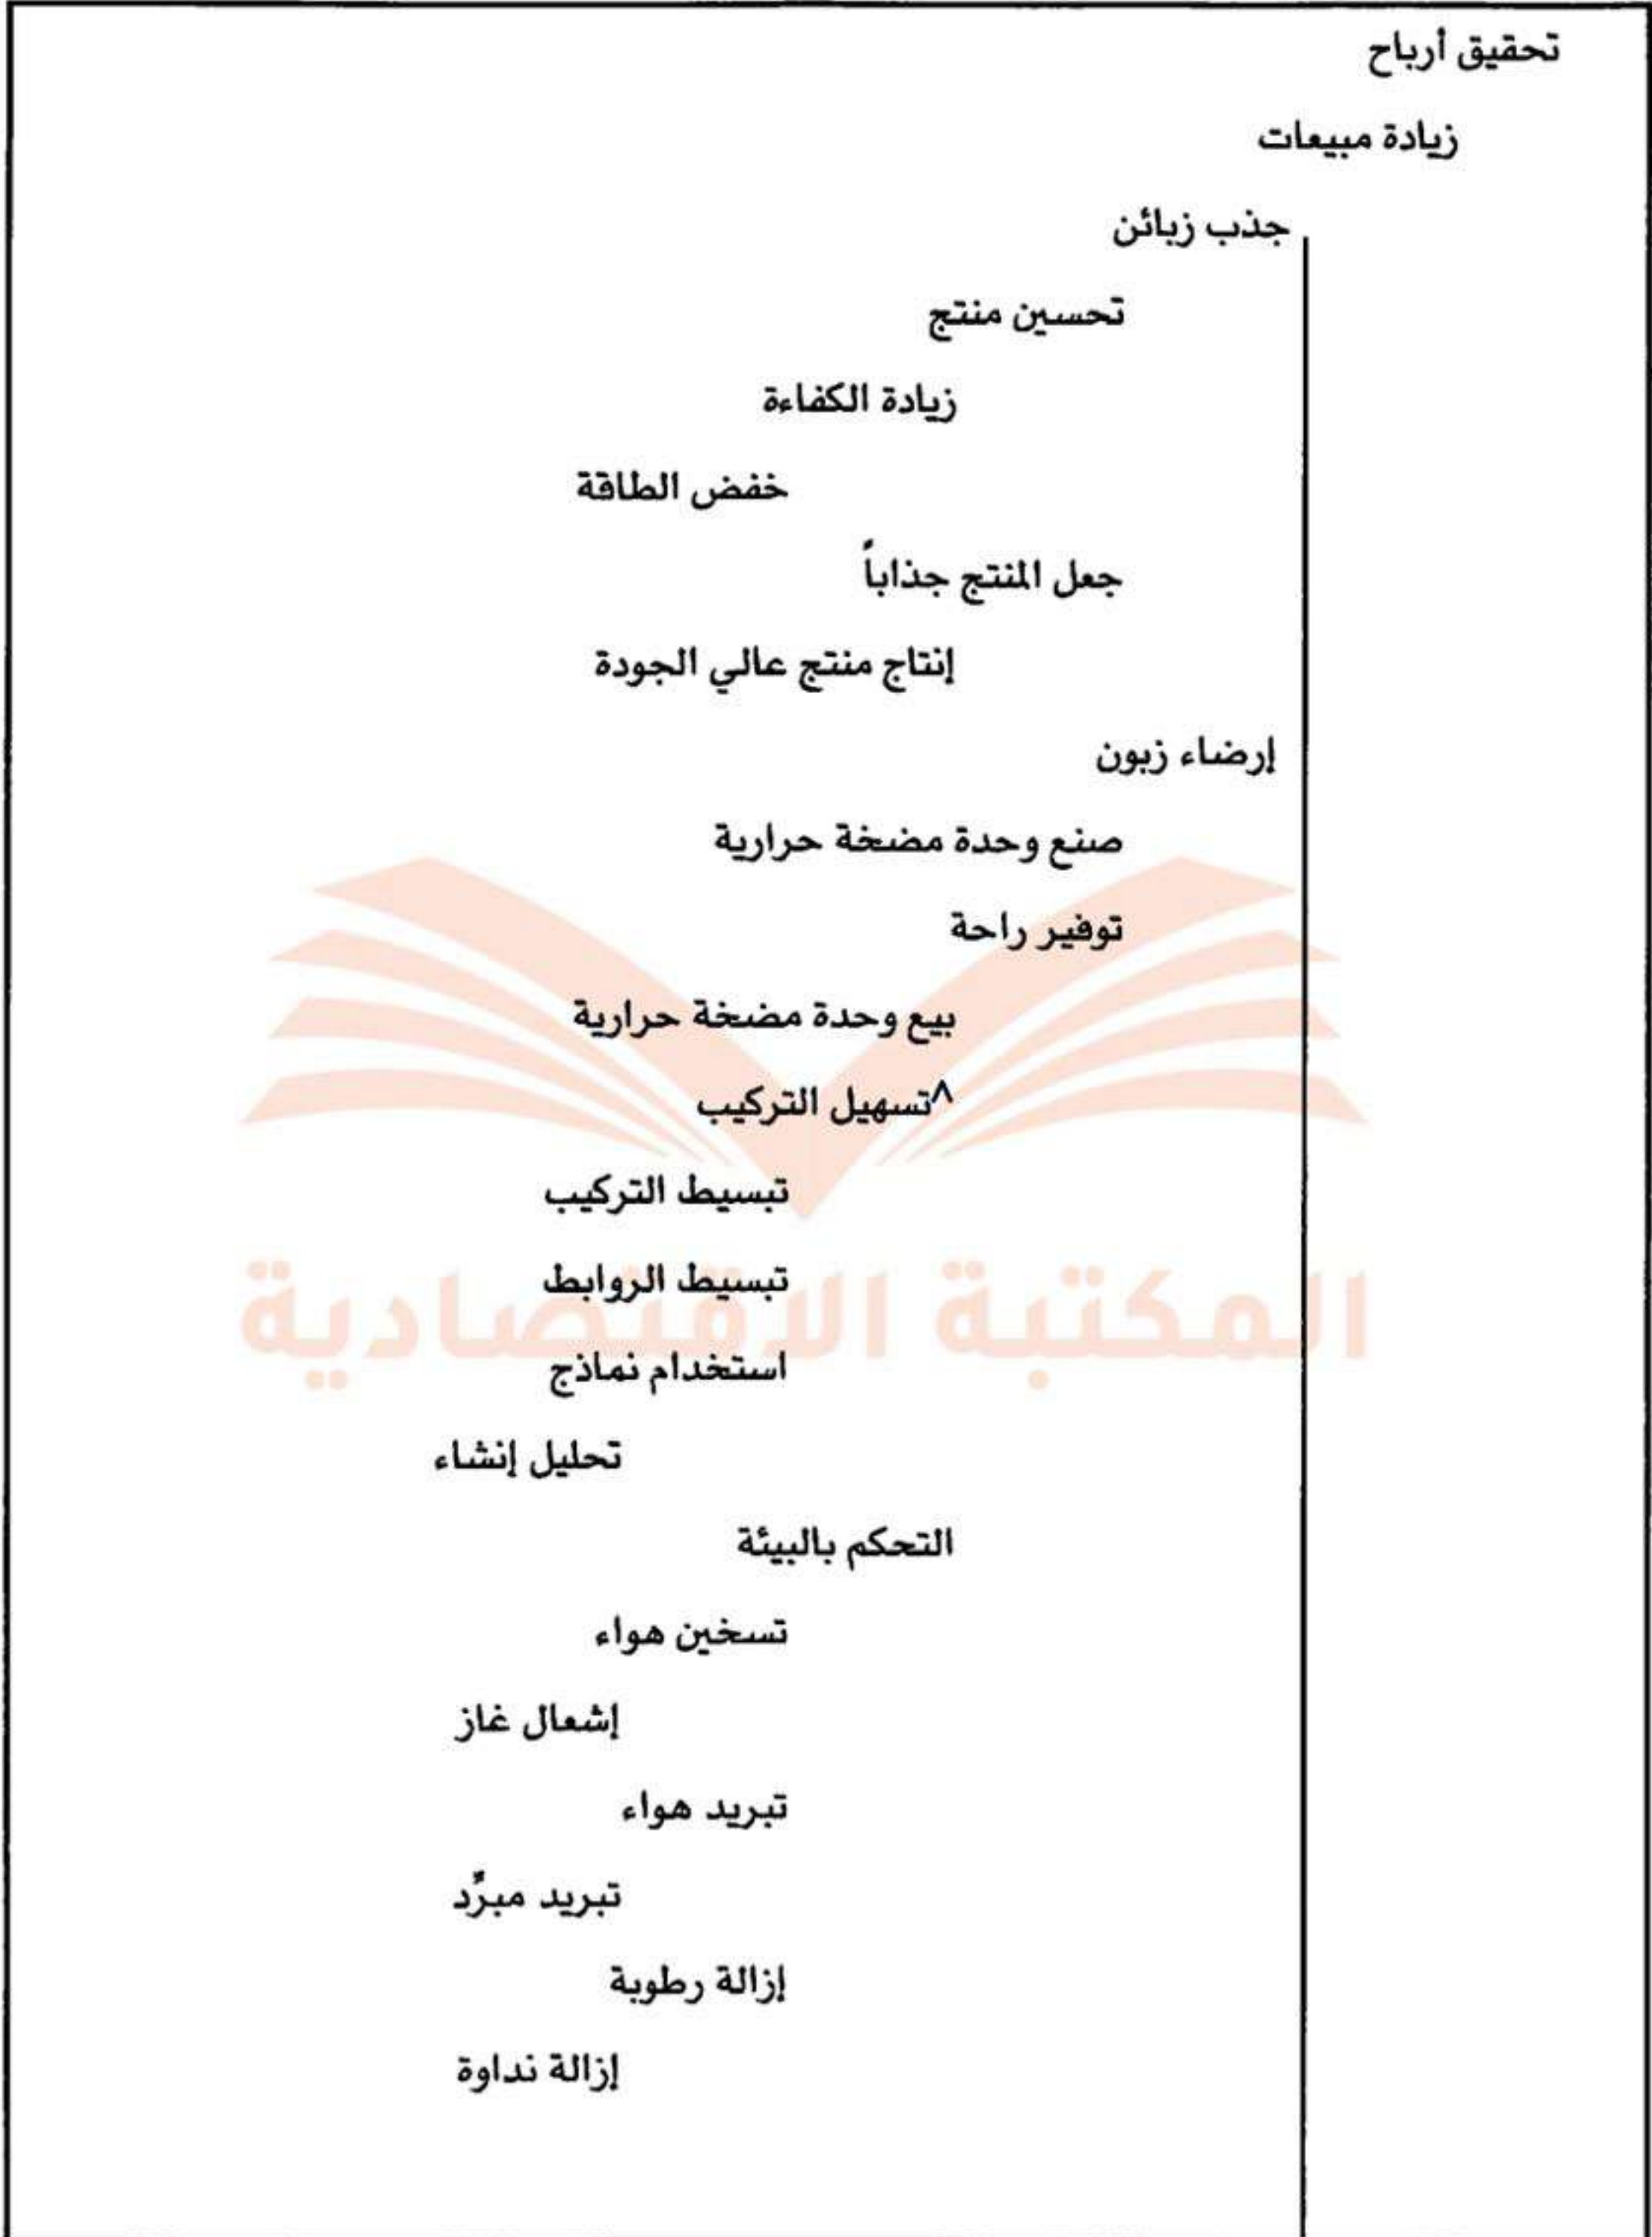 تحقيق أرباح
زيادة مبيعات
جذب زبائن
تحسين منتج
زيادة الكفاءة
خفض الطاقة
جعل المنتج جذاباً
إنتاج منتج عالي الجودة
إرضاء زبون
صنع وحدة مضخة حرارية
توفير راحة
بيع وحدة مضخة حرارية
^تسهيل التركيب
تبسيط التركيب
تبسيط الروابط
المكتبة الاقتصادية
استخدام نماذج
تحليل إنشاء
التحكم بالبيئة
تسخين هواء
إشعال غاز
تبريد هواء
تبريد مبرِّد
إزالة رطوبة
إزالة نداوة